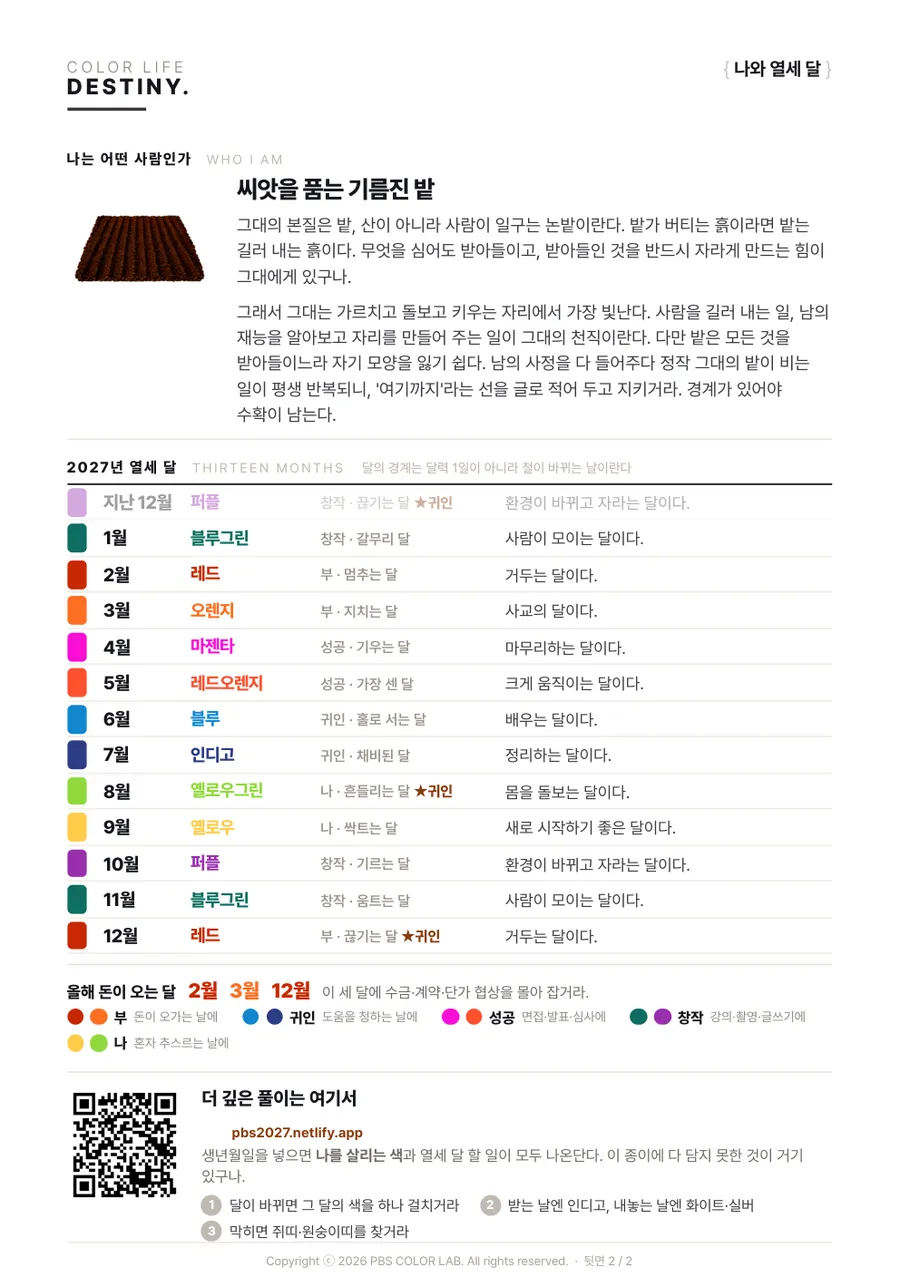 COLOR LIFE
DESTINY.
{ 나와 열세 달 }
나는 어떤 사람인가 WHO I AM
씨앗을 품는 기름진 밭
그대의 본질은 밭, 산이 아니라 사람이 일구는 논밭이란다. 밭가 버티는 흙이라면 밭는
길러 내는 흙이다. 무엇을 심어도 받아들이고, 받아들인 것을 반드시 자라게 만드는 힘이
그대에게 있구나.
그래서 그대는 가르치고 돌보고 키우는 자리에서 가장 빛난다. 사람을 길러 내는 일, 남의
재능을 알아보고 자리를 만들어 주는 일이 그대의 천직이란다. 다만 밭은 모든 것을
받아들이느라 자기 모양을 잃기 쉽다. 남의 사정을 다 들어주다 정작 그대의 밭이 비는
일이 평생 반복되니, '여기까지'라는 선을 글로 적어 두고 지키거라. 경계가 있어야
수확이 남는다.
2027년 열세 달 THIRTEEN MONTHS 달의 경계는 달력 1일이 아니라 철이 바뀌는 날이란다
지난 12월 퍼플 창작 · 끊기는 달 ★귀인 환경이 바뀌고 자라는 달이다.
1월 블루그린 창작 · 갈무리 달 사람이 모이는 달이다.
2월 레드 부 · 멈추는 달 거두는 달이다.
3월 오렌지 부 · 지치는 달 사교의 달이다.
4월 마젠타 성공 · 기우는 달 마무리하는 달이다.
5월 레드오렌지 성공 · 가장 센 달 크게 움직이는 달이다.
6월 블루 귀인 · 홀로 서는 달 배우는 달이다.
7월 인디고 귀인 · 채비된 달 정리하는 달이다.
8월 옐로우그린 나 · 흔들리는 달 ★귀인 몸을 돌보는 달이다.
9월 옐로우 나 · 싹트는 달 새로 시작하기 좋은 달이다.
10월 퍼플 창작 · 기르는 달 환경이 바뀌고 자라는 달이다.
11월 블루그린 창작 · 움트는 달 사람이 모이는 달이다.
12월 레드 부 · 끊기는 달 ★귀인 거두는 달이다.
올해 돈이 오는 달 2월 3월 12월 이 세 달에 수금·계약·단가 협상을 몰아 잡거라.
부 돈이 오가는 날에 귀인 도움을 청하는 날에 성공 면접·발표·심사에 창작 강의·촬영·글쓰기에
나 혼자 추스르는 날에
더 깊은 풀이는 여기서
pbs2027.netlify.app
생년월일을 넣으면 나를 살리는 색과 열세 달 할 일이 모두 나온단다. 이 종이에 다 담지 못한 것이 거기
있구나.
1 달이 바뀌면 그 달의 색을 하나 걸치거라 2 받는 날엔 인디고, 내놓는 날엔 화이트·실버
3 막히면 쥐띠·원숭이띠를 찾거라
Copyright ⓒ 2026 PBS COLOR LAB. All rights reserved. · 뒷면 2 / 2